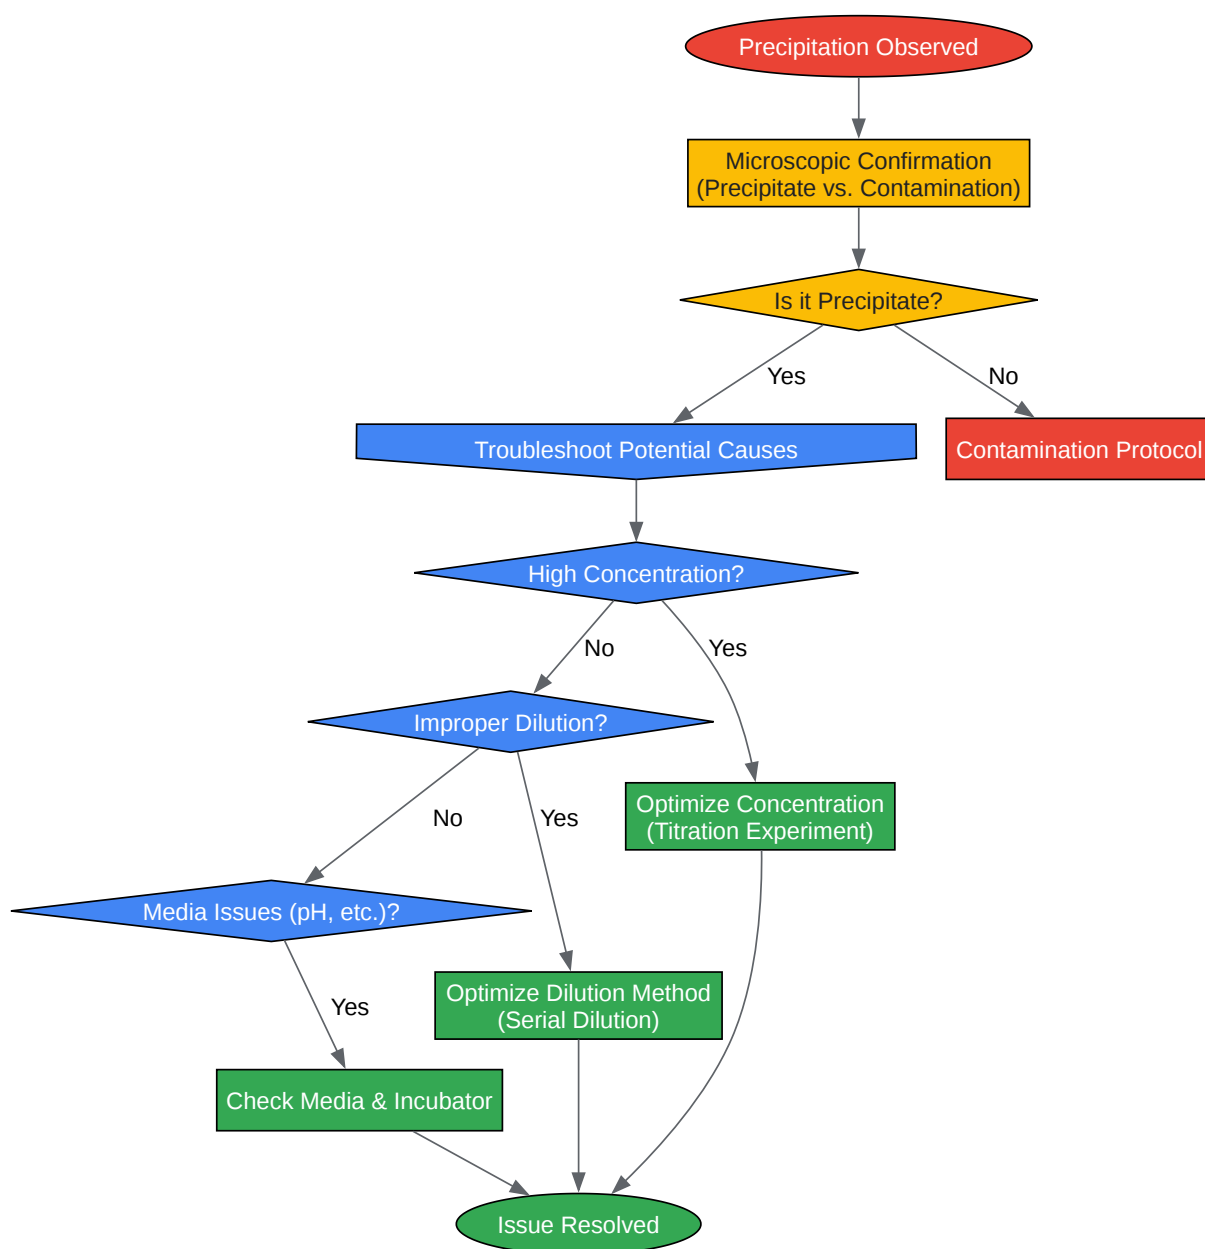 Precipitation Observed
Microscopic Confirmation
(Precipitate vs. Contamination)
Is it Precipitate?
Yes
No
Troubleshoot Potential Causes
Contamination Protocol
High Concentration?
No
Yes
Improper Dilution?
Optimize Concentration
(Titration Experiment)
No
Yes
Media Issues (pH, etc.)?
Optimize Dilution Method
(Serial Dilution)
Yes
Check Media & Incubator
Issue Resolved